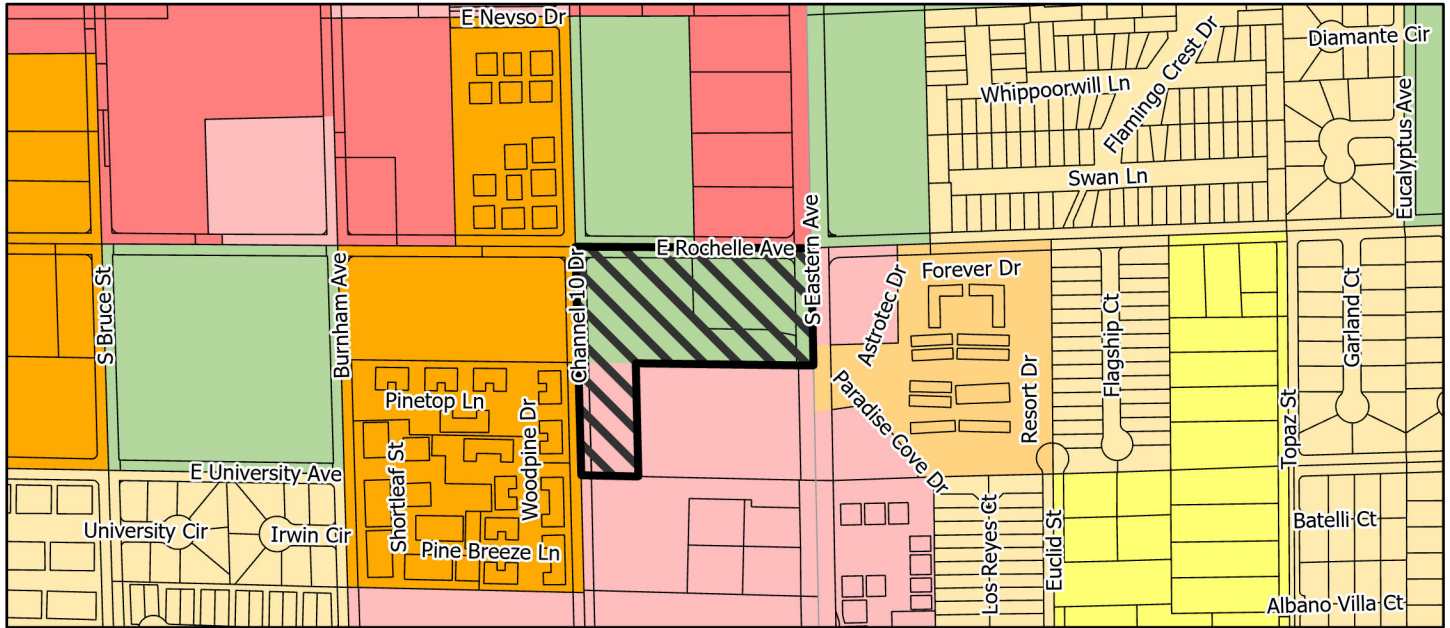 E Nevso Dr
Diamante Cir
Whippoorwill Ln
Flamingo Crest Dr
Eucalyptus Ave
Swan Ln
E Rochelle Ave
S Eastern Ave
Channel 10 Dr
Burnham Ave
S Bruce St
Astrotec Dr
Forever Dr
Flagship Ct
Garland Ct
Pinetop Ln
Woodpine Dr
Paradise Cove Dr
Resort Dr
Topaz St
E University Ave
Shortleaf St
University Cir
Irwin Cir
Pine Breeze Ln
Los Reyes Ct
Euclid St
Batelli Ct
Albano Villa Ct